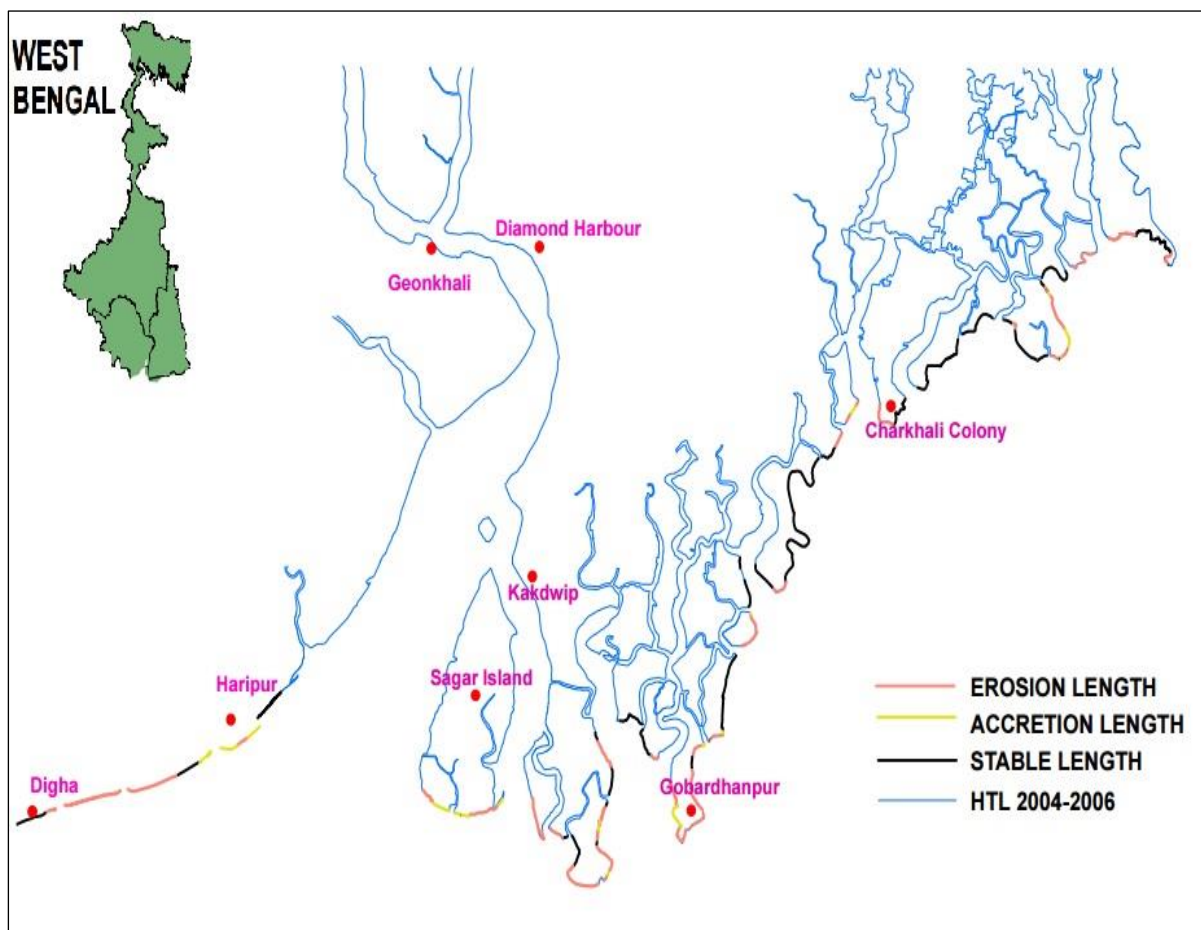 WEST
BENGAL
Diamond Harbour
Geonkhali
Charkhali Colony
Kakdwip
Sagar Island
Haripur
Digha
Gobardhanpur
EROSION LENGTH
ACCRETION LENGTH
STABLE LENGTH
HTL 2004-2006